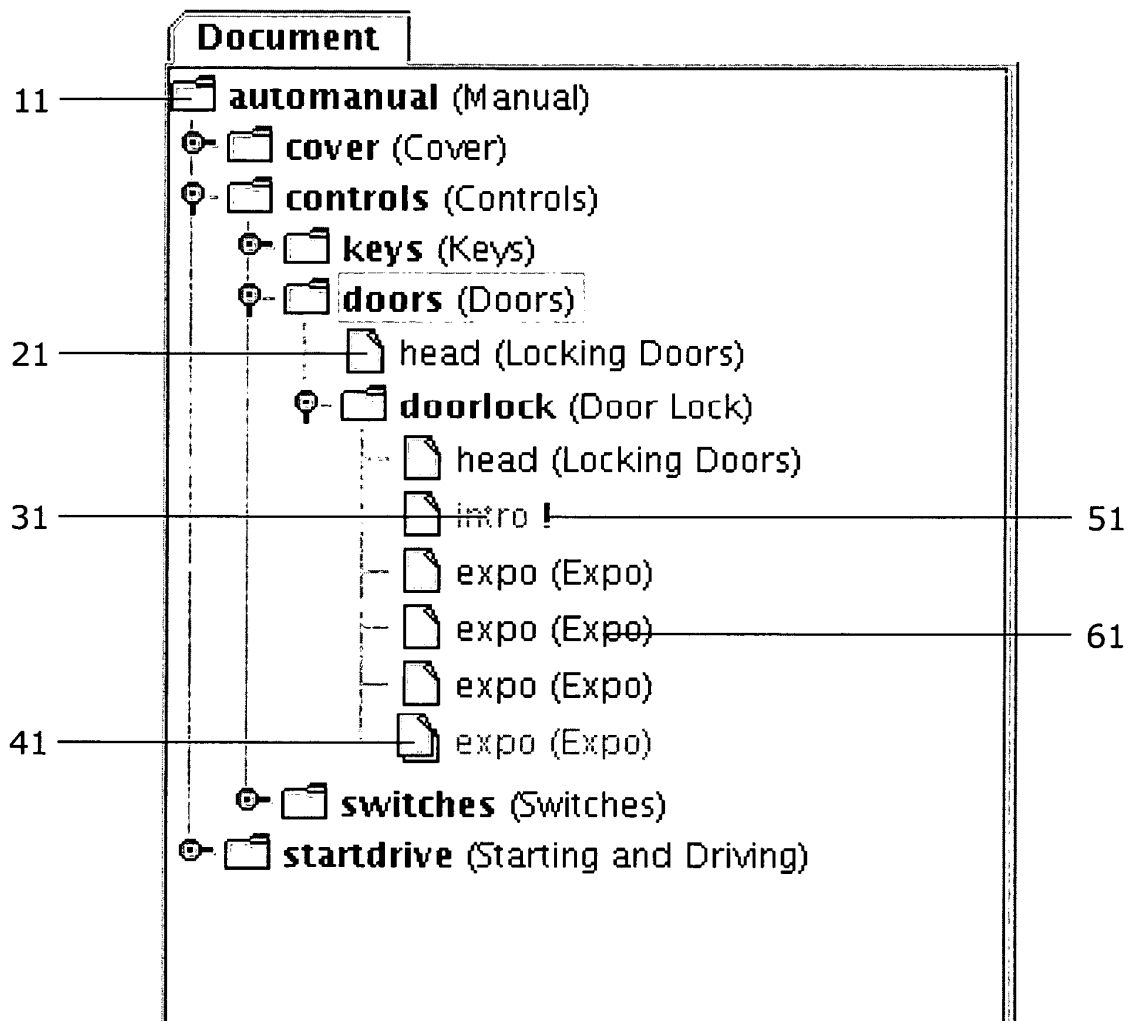 Document
11 automanual (Manual)
cover (Cover)
controls (Controls)
keys (Keys)
doors (Doors)
21 head (Locking Doors)
doorlock (Door Lock)
head (Locking Doors)
31 intro ! 51
expo (Expo)
expo (Expo) 61
expo (Expo)
41 expo (Expo)
switches (Switches)
startdrive (Starting and Driving)